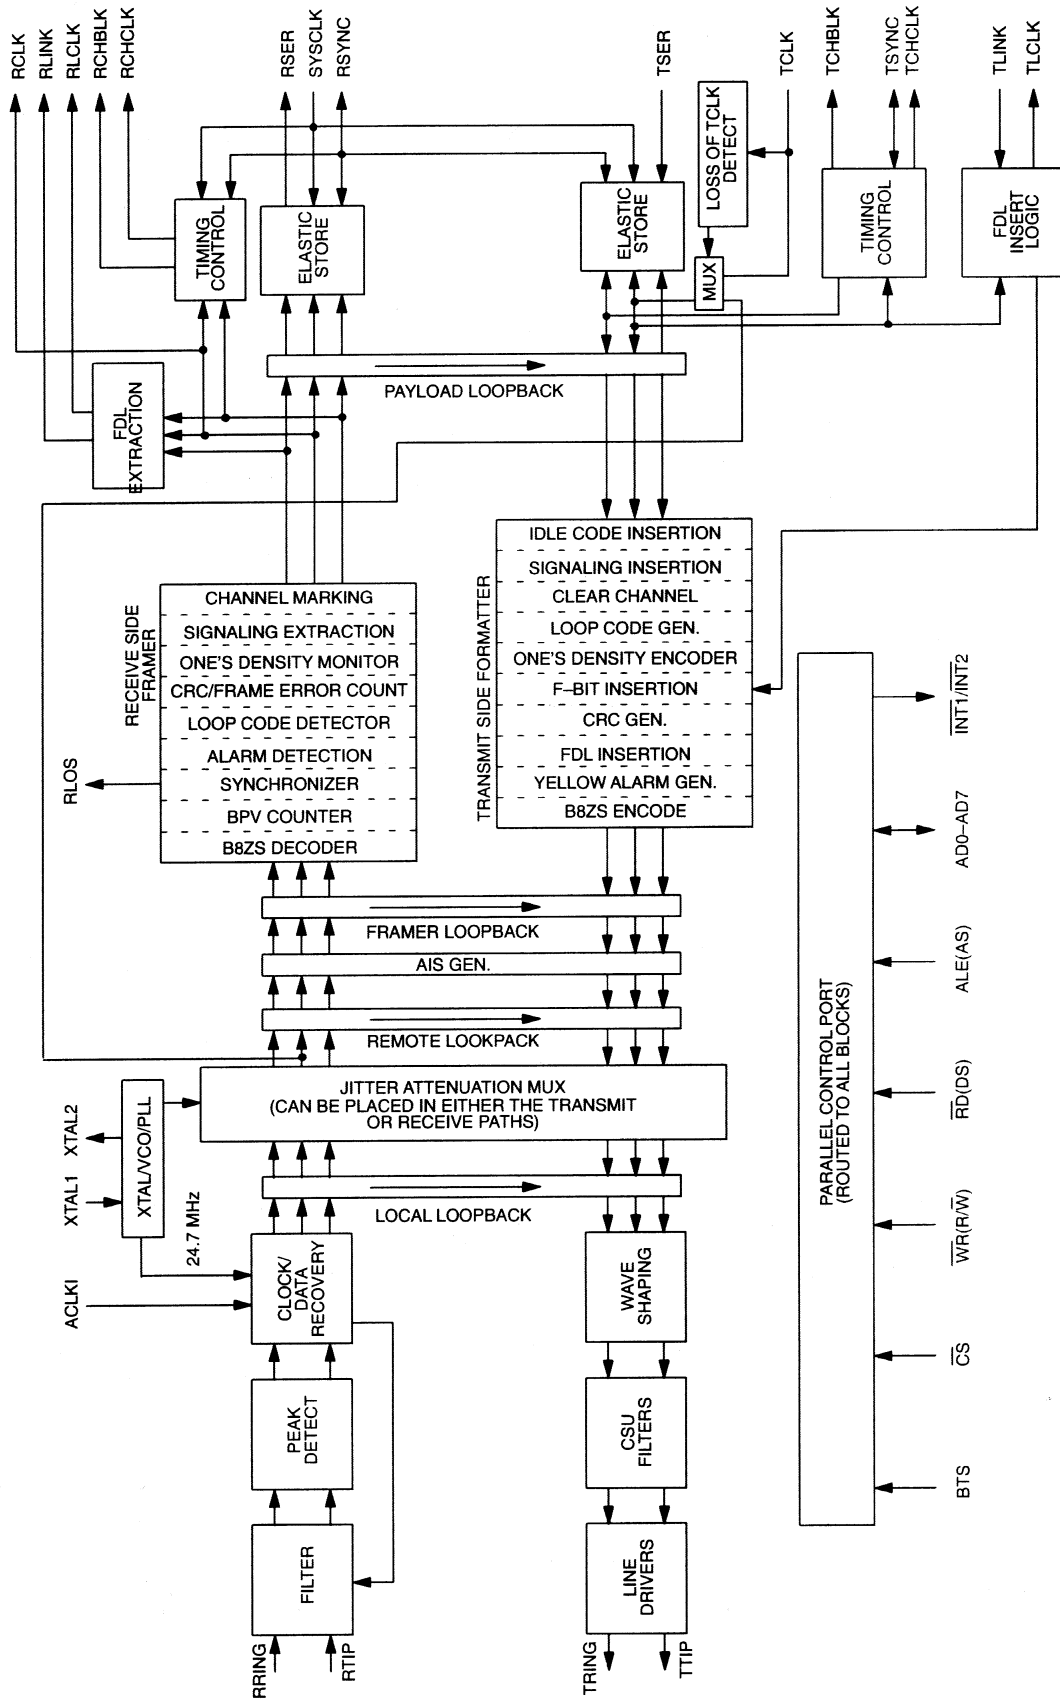 RCLK
RLINK
RLCLK
RCHBLK
RCHCLK
RSER
SYSCLK
RSYNC
TSER
TCLK
TCHBLK
TSYNC
TCHCLK
TLINK
TLCLK
TIMING
CONTROL
ELASTIC
STORE
ELASTIC
STORE
LOSS OF TCLK
DETECT
MUX
TIMING
CONTROL
FDL
INSERT
LOGIC
FDL
EXTRACTION
PAYLOAD LOOPBACK
RECEIVE SIDE
FRAMER
CHANNEL MARKING
SIGNALING EXTRACTION
ONE'S DENSITY MONITOR
CRC/FRAME ERROR COUNT
LOOP CODE DETECTOR
ALARM DETECTION
SYNCHRONIZER
BPV COUNTER
B8ZS DECODER
RLOS
TRANSMIT SIDE FORMATTER
IDLE CODE INSERTION
SIGNALING INSERTION
CLEAR CHANNEL
LOOP CODE GEN.
ONE'S DENSITY ENCODER
F–BIT INSERTION
CRC GEN.
FDL INSERTION
YELLOW ALARM GEN.
B8ZS ENCODE
FRAMER LOOPBACK
AIS GEN.
REMOTE LOOKPACK
JITTER ATTENUATION MUX
(CAN BE PLACED IN EITHER THE TRANSMIT
OR RECEIVE PATHS)
LOCAL LOOPBACK
XTAL2
XTAL1
ACLKI
XTAL/VCO/PLL
24.7 MHz
CLOCK/
DATA
RECOVERY
PEAK
DETECT
FILTER
RRING
RTIP
WAVE
SHAPING
CSU
FILTERS
LINE
DRIVERS
TRING
TTIP
PARALLEL CONTROL PORT
(ROUTED TO ALL BLOCKS)
I̅N̅T̅1̅/I̅N̅T̅2̅
AD0–AD7
ALE(AS)
R̅D̅(DS)
W̅R̅(R/W̅)
C̅S̅
BTS